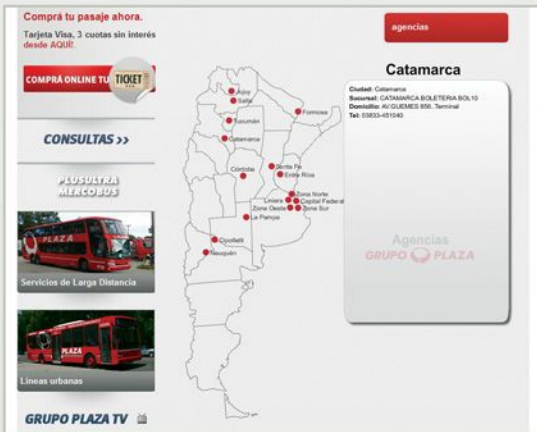 Comprá tu pasaje ahora.
Tarjeta Visa, 3 cuotas sin interés
desde AQUÍ!
COMPRÁ ONLINE TU TICKET
CONSULTAS >>
PLUSULTRA
MERCOBUS
PLAZA
Servicios de Larga Distancia
PLAZA
Líneas urbanas
GRUPO PLAZA TV
Jujuy
Salta
Formosa
Tucumán
Catamarca
Santa Fe
Córdoba
Entre Ríos
Zona Norte
Liniers
Capital Federal
Zona Oeste
Zona Sur
La Pampa
Cipolletti
Neuquén
agencias
Catamarca
Ciudad: Catamarca
Sucursal: CATAMARCA BOLETERIA BOL10
Domicilio: AV.GUEMES 856.. Terminal
Tel: 03833-451040
Agencias
GRUPO PLAZA